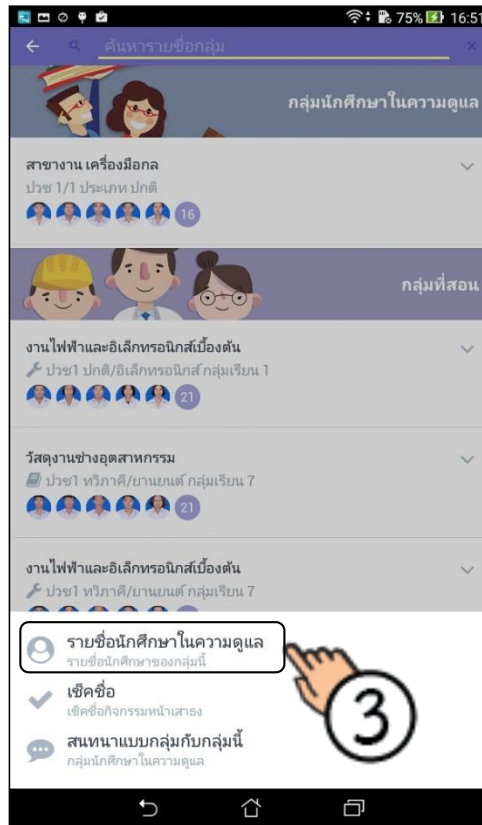 75% 16:51
ค้นหารายชื่อกลุ่ม
กลุ่มนักศึกษาในความดูแล
สาขางาน เครื่องมือกล
ปวช 1/1 ประเภท ปกติ
16
กลุ่มที่สอน
งานไฟฟ้าและอิเล็กทรอนิกส์เบื้องต้น
ปวช1 ปกติ/อิเล็กทรอนิกส์ กลุ่มเรียน 1
21
วัสดุงานช่างอุตสาหกรรม
ปวช1 ทวิภาคี/ยานยนต์ กลุ่มเรียน 7
21
งานไฟฟ้าและอิเล็กทรอนิกส์เบื้องต้น
ปวช1 ทวิภาคี/ยานยนต์ กลุ่มเรียน 7
รายชื่อนักศึกษาในความดูแล
รายชื่อนักศึกษาของกลุ่มนี้
เช็คชื่อ
เช็คชื่อกิจกรรมหน้าเสาธง
สนทนาแบบกลุ่มกับกลุ่มนี้
กลุ่มนักศึกษาในความดูแล
3